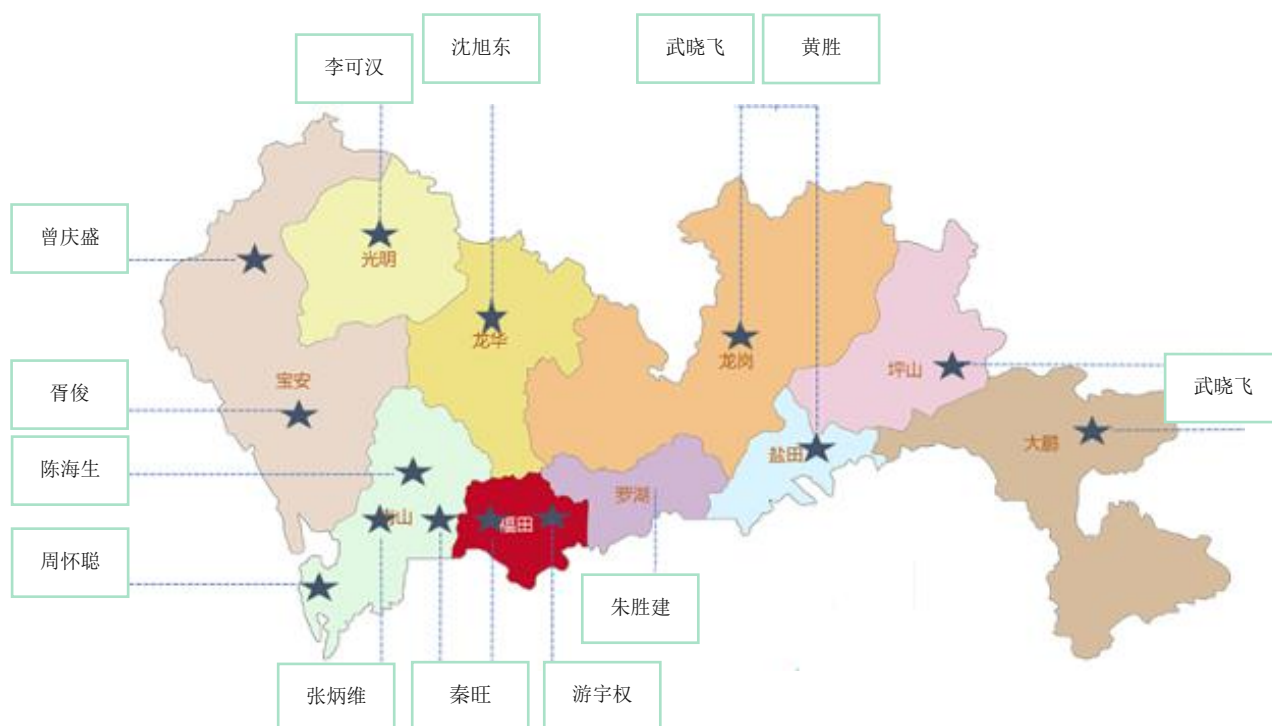 沈旭东
武晓飞
黄胜
李可汉
曾庆盛
光明
龙华
龙岗
坪山
宝安
武晓飞
胥俊
大鹏
盐田
陈海生
罗湖
山
福田
周怀聪
朱胜建
张炳维
秦旺
游宇权